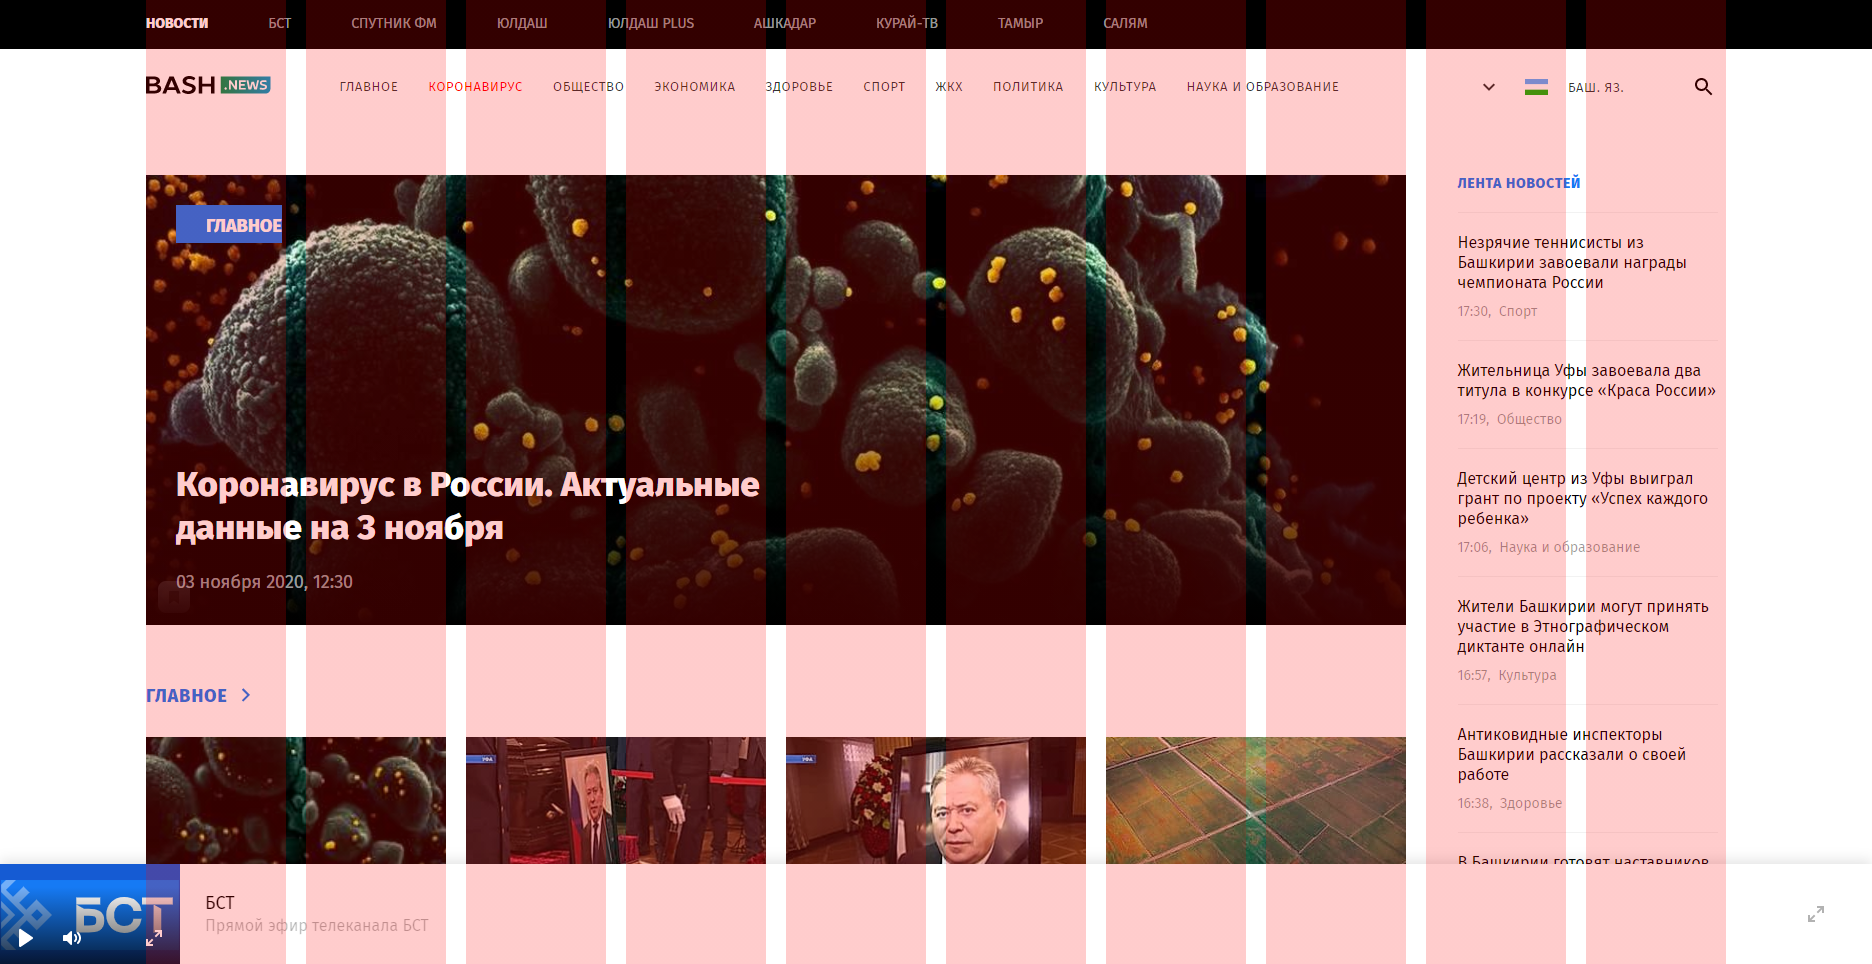 НОВОСТИ БСТ СПУТНИК ФМ ЮЛДАШ ЮЛДАШ PLUS АШКАДАР КУРАЙ-ТВ ТАМЫР САЛЯМ
BASH .NEWS ГЛАВНОЕ КОРОНАВИРУС ОБЩЕСТВО ЭКОНОМИКА ЗДОРОВЬЕ СПОРТ ЖКХ ПОЛИТИКА КУЛЬТУРА НАУКА И ОБРАЗОВАНИЕ БАШ. ЯЗ.
ГЛАВНОЕ
Коронавирус в России. Актуальные
данные на 3 ноября
03 ноября 2020, 12:30
ЛЕНТА НОВОСТЕЙ
Незрячие теннисисты из
Башкирии завоевали награды
чемпионата России
17:30, Спорт
Жительница Уфы завоевала два
титула в конкурсе «Краса России»
17:19, Общество
Детский центр из Уфы выиграл
грант по проекту «Успех каждого
ребенка»
17:06, Наука и образование
Жители Башкирии могут принять
участие в Этнографическом
диктанте онлайн
16:57, Культура
Антиковидные инспекторы
Башкирии рассказали о своей
работе
16:38, Здоровье
В Башкирии готовят наставников
ГЛАВНОЕ
УФА
УФА
БСТ
БСТ
Прямой эфир телеканала БСТ